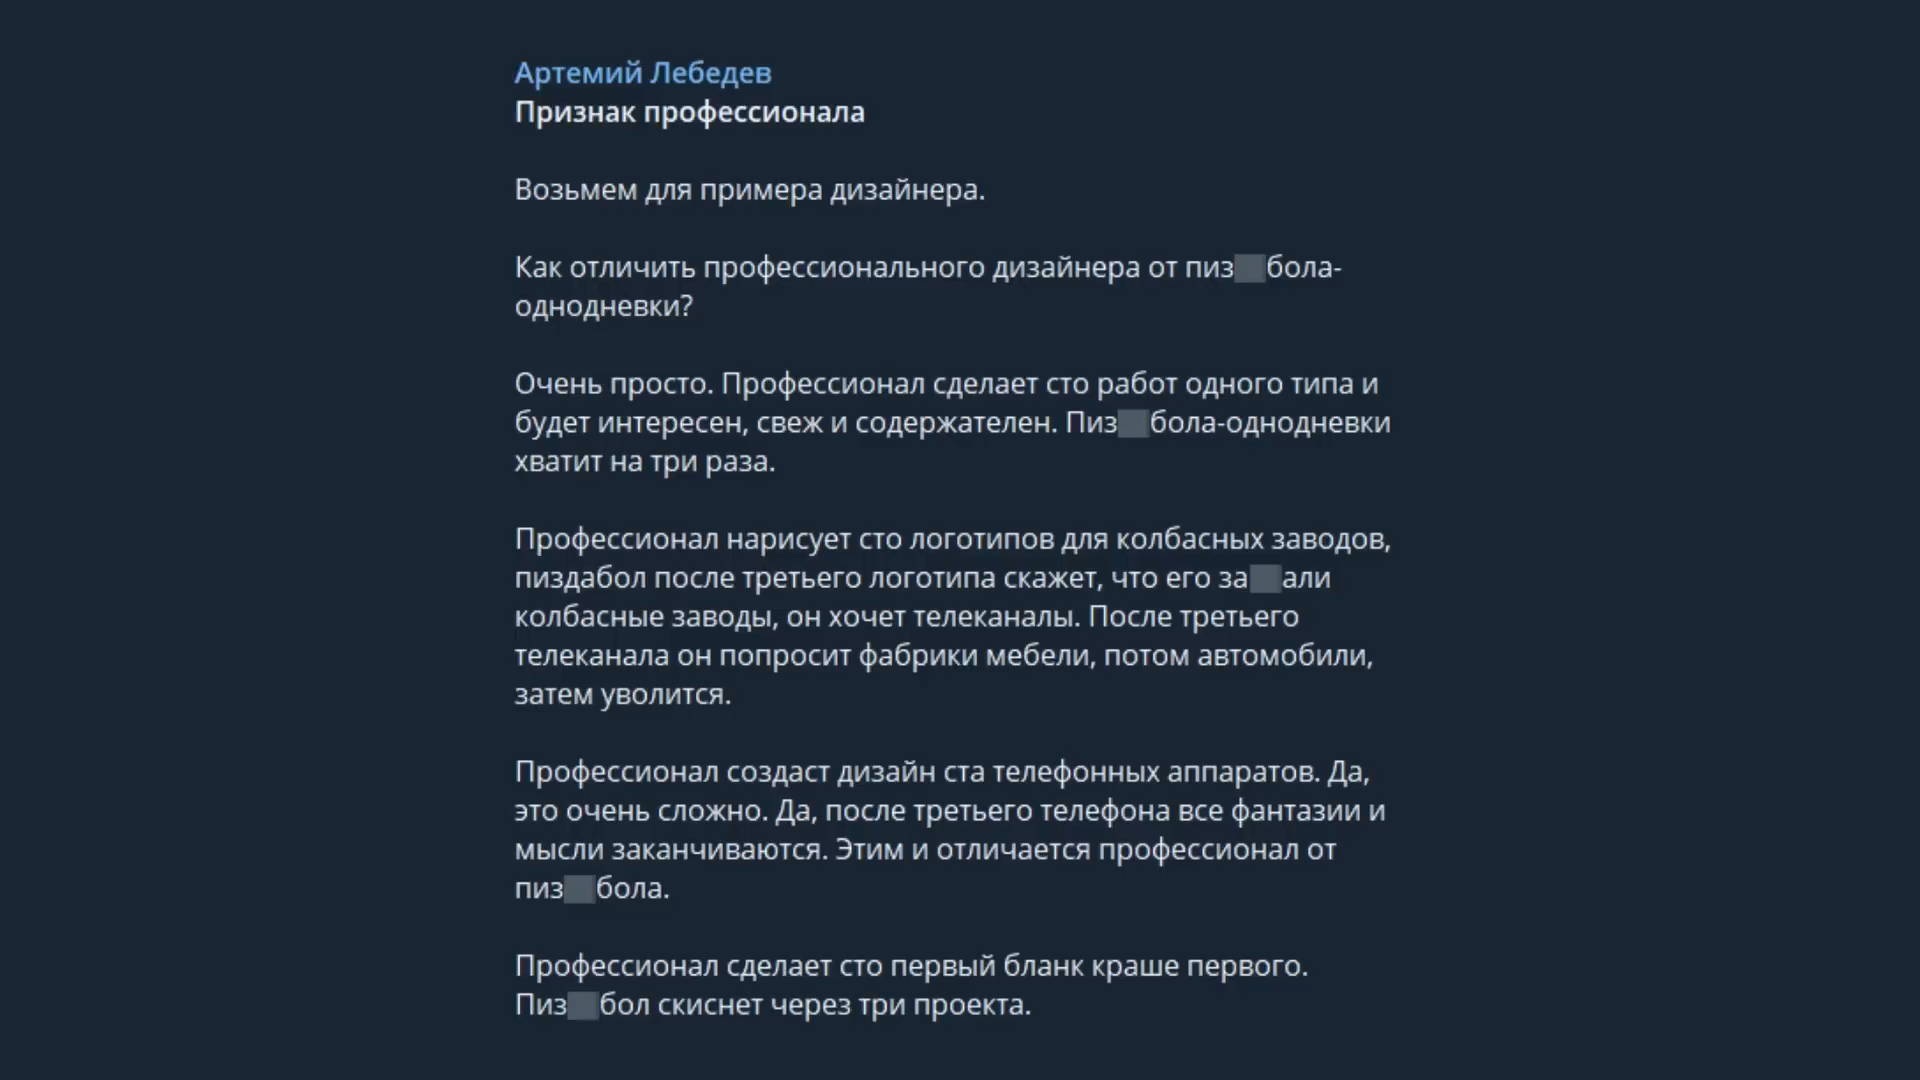 Артемий Лебедев
Признак профессионала
Возьмем для примера дизайнера.
Как отличить профессионального дизайнера от пиз██бола-
однодневки?
Очень просто. Профессионал сделает сто работ одного типа и
будет интересен, свеж и содержателен. Пиз██бола-однодневки
хватит на три раза.
Профессионал нарисует сто логотипов для колбасных заводов,
пиздабол после третьего логотипа скажет, что его за██али
колбасные заводы, он хочет телеканалы. После третьего
телеканала он попросит фабрики мебели, потом автомобили,
затем уволится.
Профессионал создаст дизайн ста телефонных аппаратов. Да,
это очень сложно. Да, после третьего телефона все фантазии и
мысли заканчиваются. Этим и отличается профессионал от
пиз██бола.
Профессионал сделает сто первый бланк краше первого.
Пиз██бол скиснет через три проекта.